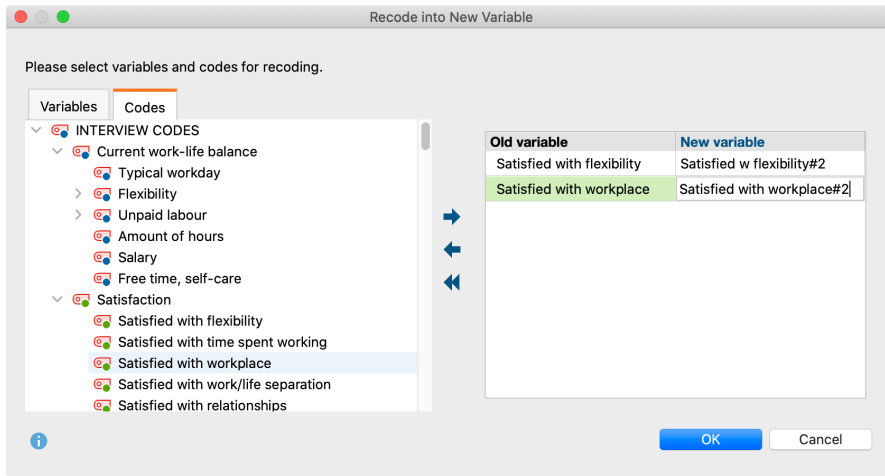 Recode into New Variable
Please select variables and codes for recoding.
Variables
Codes
INTERVIEW CODES
Current work-life balance
Typical workday
Flexibility
Unpaid labour
Amount of hours
Salary
Free time, self-care
Satisfaction
Satisfied with flexibility
Satisfied with time spent working
Satisfied with workplace
Satisfied with work/life separation
Satisfied with relationships
Old variable New variable
Satisfied with flexibility Satisfied w flexibility#2
Satisfied with workplace Satisfied with workplace#2
OK
Cancel